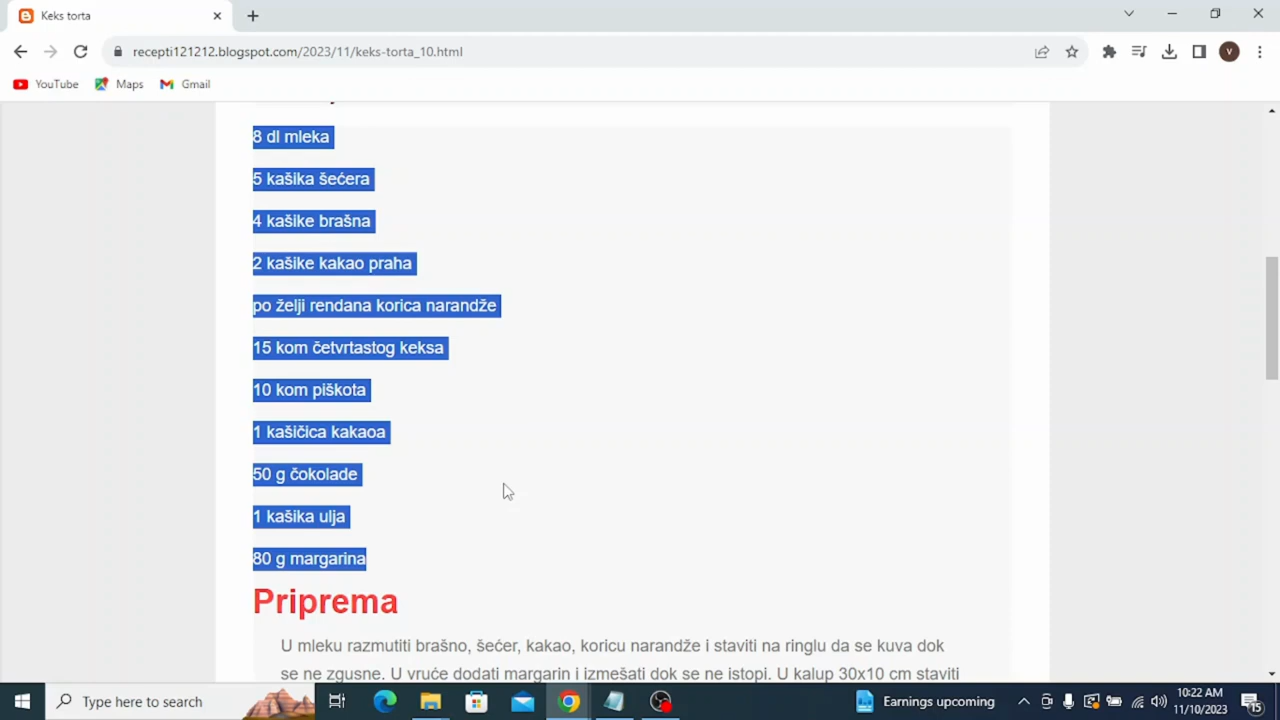 Keks torta
recepti121212.blogspot.com/2023/11/keks-torta_10.html
V
YouTube
Maps
Gmail
8 dl mleka
5 kašika šećera
4 kašike brašna
2 kašike kakao praha
po želji rendana korica narandže
15 kom četvrtastog keksa
10 kom piškota
1 kašičica kakaoa
50 g čokolade
1 kašika ulja
80 g margarina
Priprema
U mleku razmutiti brašno, šećer, kakao, koricu narandže i staviti na ringlu da se kuva dok
se ne zgusne. U vruće dodati margarin i izmešati dok se ne istopi. U kalup 30x10 cm staviti
Type here to search
Earnings upcoming
10:22 AM
11/10/2023
15